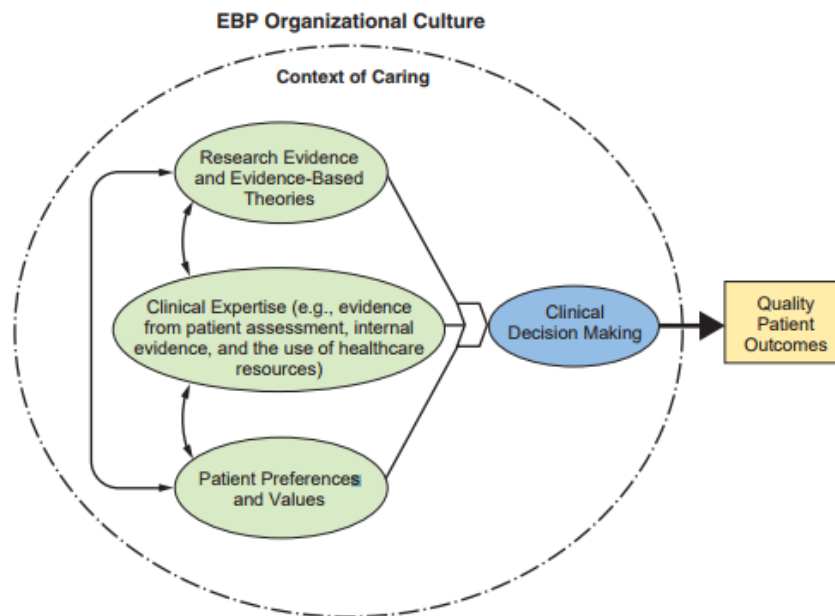 EBP Organizational Culture
Context of Caring
Research Evidence
and Evidence-Based
Theories
Clinical Expertise (e.g., evidence
from patient assessment, internal
evidence, and the use of healthcare
resources)
Patient Preferences
and Values
Clinical
Decision Making
Quality
Patient
Outcomes